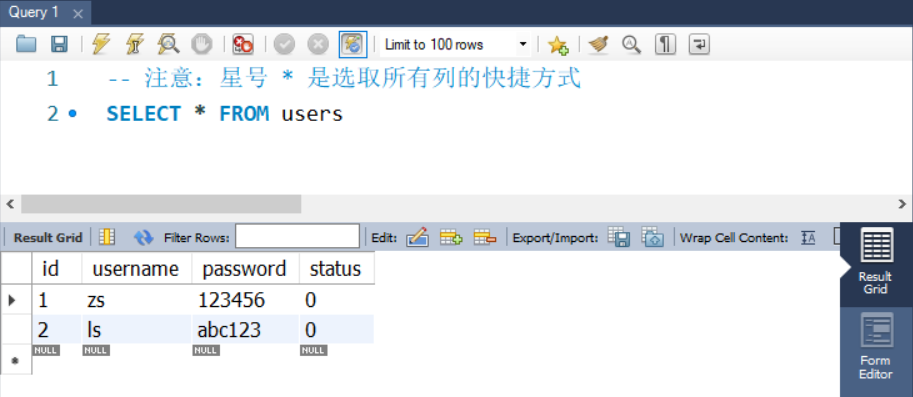 Query 1
Limit to 100 rows
1 -- 注意：星号 * 是选取所有列的快捷方式
2 SELECT * FROM users
Result Grid Filter Rows: Edit: Export/Import: Wrap Cell Content:
id username password status
1 zs 123456 0
2 ls abc123 0
NULL NULL NULL NULL
Result
Grid
Form
Editor